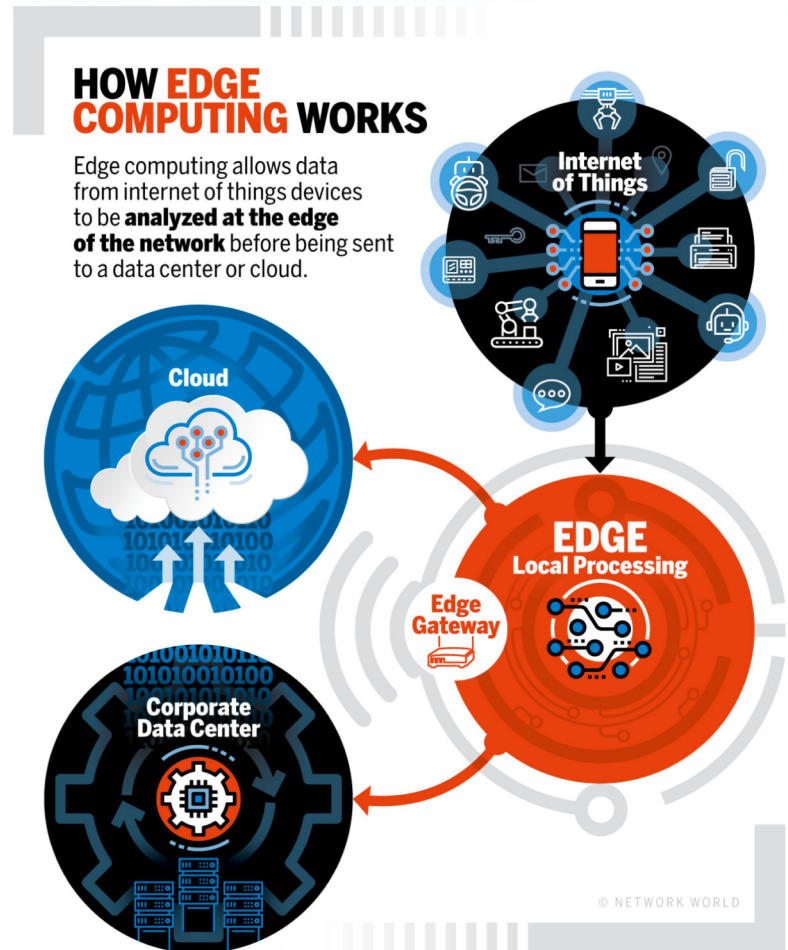 HOW EDGE
COMPUTING WORKS
Edge computing allows data
from internet of things devices
to be analyzed at the edge
of the network before being sent
to a data center or cloud.
Internet
of Things
Cloud
EDGE
Local Processing
Edge
Gateway
101010010100
Corporate
Data Center
© NETWORK WORLD